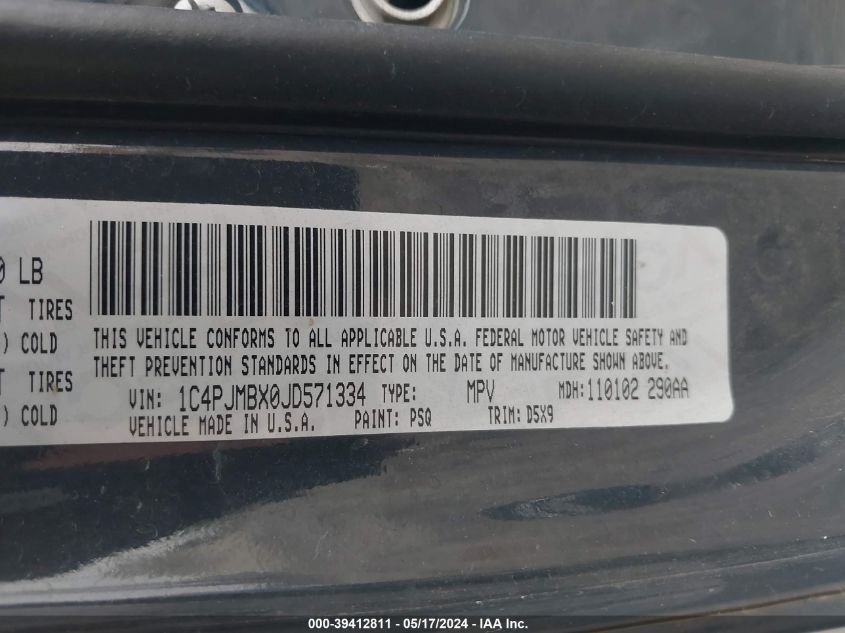 0 LB
T TIRES
) COLD
T TIRES
) COLD
THIS VEHICLE CONFORMS TO ALL APPLICABLE U.S.A. FEDERAL MOTOR VEHICLE SAFETY AND
THEFT PREVENTION STANDARDS IN EFFECT ON THE DATE OF MANUFACTURE SHOWN ABOVE.
VIN: 1C4PJMBX0JD571334 TYPE: MPV MDH: 110102 290AA
VEHICLE MADE IN U.S.A. PAINT: PSQ TRIM: D5X9
000-39412811 - 05/17/2024 - IAA Inc.